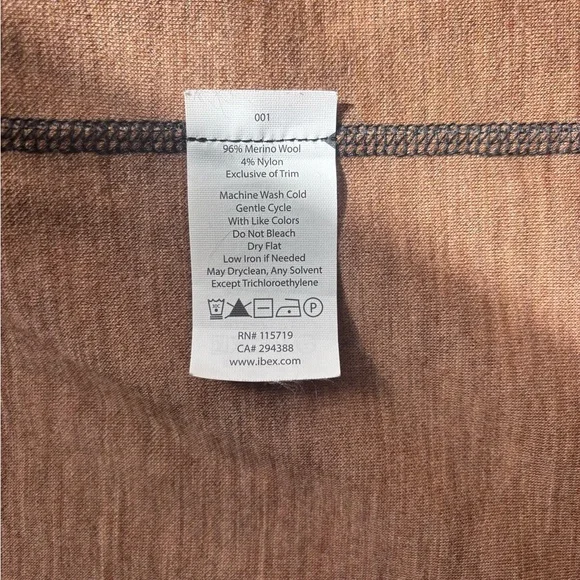 001
96% Merino Wool
4% Nylon
Exclusive of Trim
Machine Wash Cold
Gentle Cycle
With Like Colors
Do Not Bleach
Dry Flat
Low Iron if Needed
May Dryclean, Any Solvent
Except Trichloroethylene
30C P
RN# 115719
CA# 294388
www.ibex.com